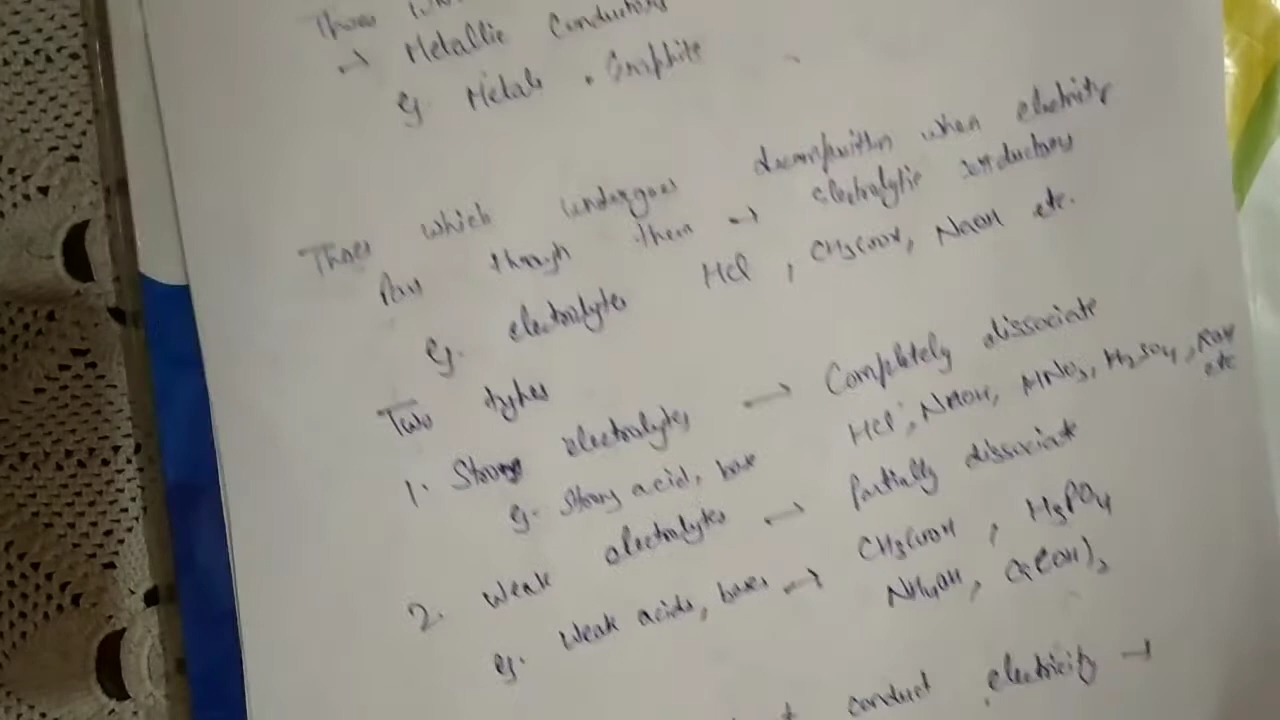 Those
→ Metallic Conductors
eg. Metals, Graphite
Those which undergoes decomposition when electricity
Pass through them → electrolytic conductors
eg. electrolytes HCl, CH3COOH, NaOH etc.
Two types
1. Strong electrolytes → Completely dissociate
eg. Strong acid, base HCl, NaOH, HNO3, H2SO4, KOH etc
2. Weak electrolytes → Partially dissociate
eg. Weak acids, bases → CH3COOH, H3PO4
NH4OH, Ca(OH)2
conduct electricity →